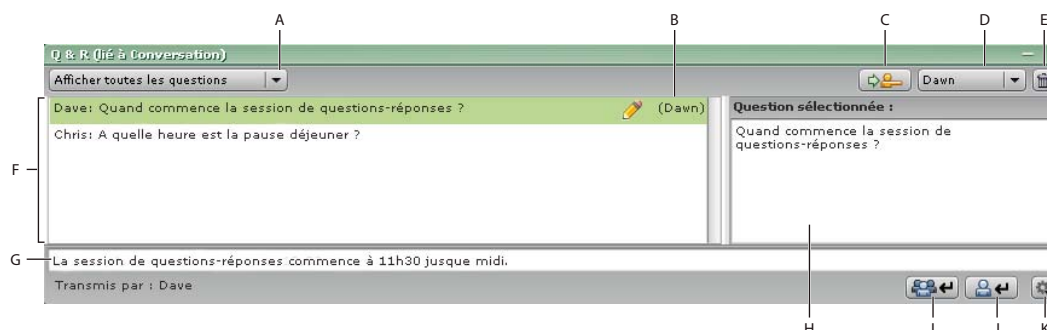 A B C D E
Q & R (lié à Conversation)
Afficher toutes les questions
Dawn
Dave: Quand commence la session de questions-réponses ?
(Dawn)
Chris: A quelle heure est la pause déjeuner ?
Question sélectionnée :
Quand commence la session de
questions-réponses ?
F
G
La session de questions-réponses commence à 11h30 jusque midi.
Transmis par : Dave
H I J K